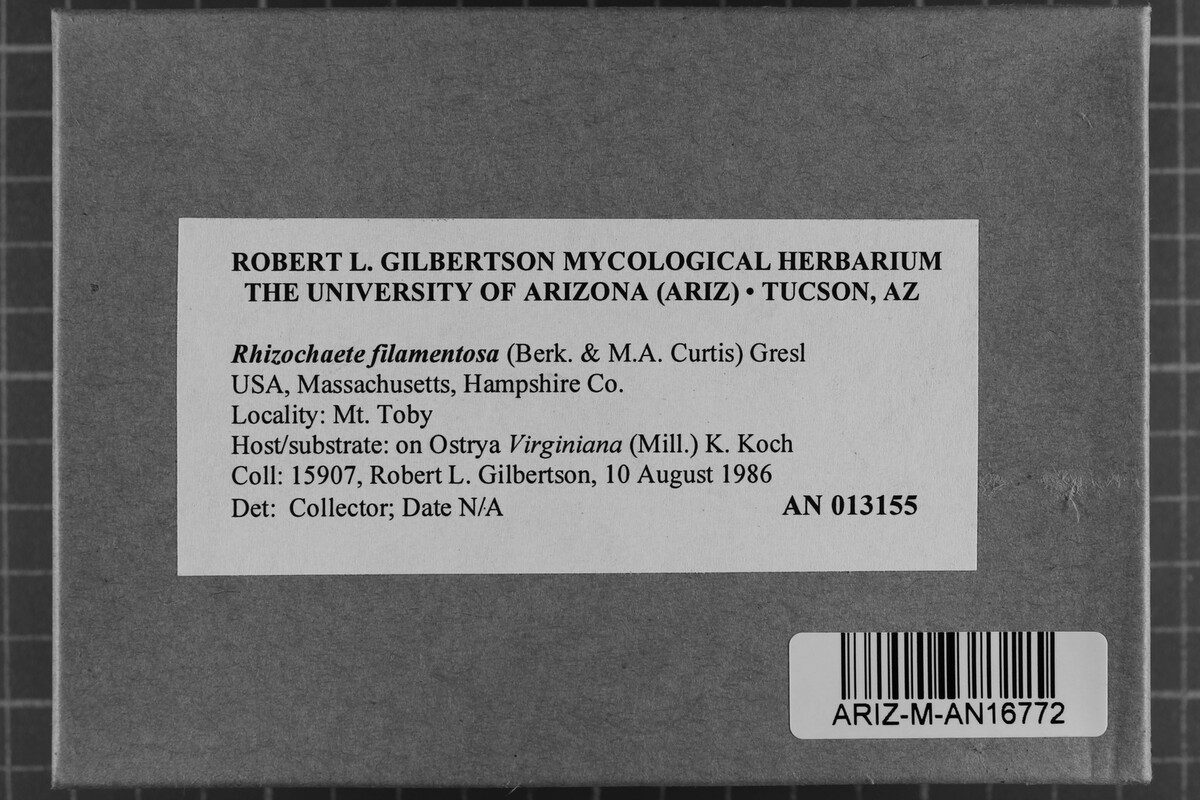 ROBERT L. GILBERTSON MYCOLOGICAL HERBARIUM
THE UNIVERSITY OF ARIZONA (ARIZ) • TUCSON, AZ
Rhizochaete filamentosa (Berk. & M.A. Curtis) Gresl
USA, Massachusetts, Hampshire Co.
Locality: Mt. Toby
Host/substrate: on Ostrya Virginiana (Mill.) K. Koch
Coll: 15907, Robert L. Gilbertson, 10 August 1986
Det: Collector; Date N/A AN 013155
ARIZ-M-AN16772